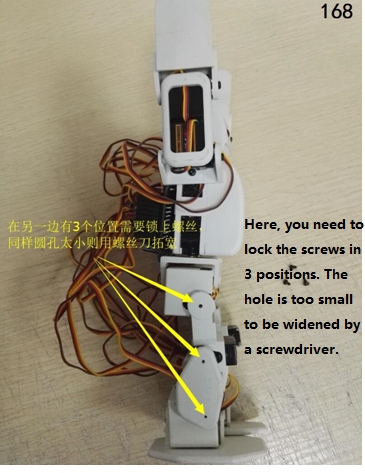 168
在另一边有3个位置需要锁上螺丝，
同样圆孔太小则用螺丝刀拓宽
Here, you need to
lock the screws in
3 positions. The
hole is too small
to be widened by
a screwdriver.